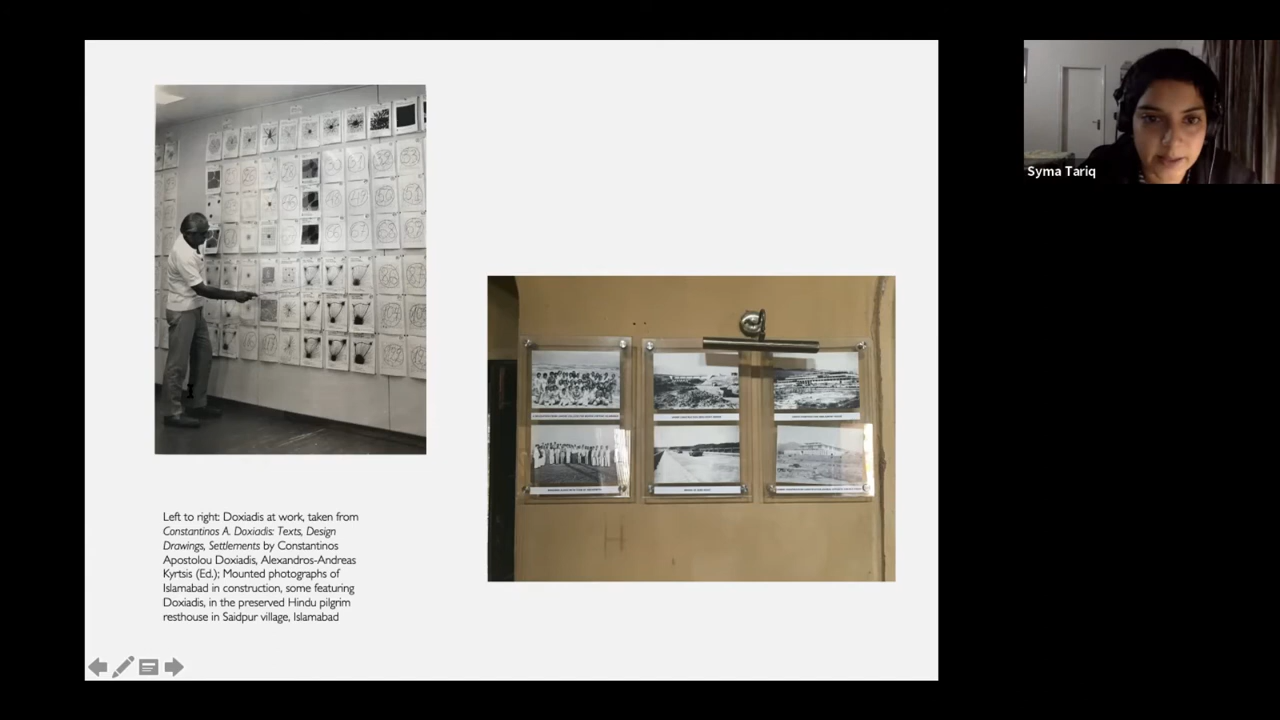 Syma Tariq
Left to right: Doxiadis at work, taken from
Constantinos A. Doxiadis: Texts, Design
Drawings, Settlements by Constantinos
Apostolou Doxiadis, Alexandros-Andreas
Kyrtsis (Ed.); Mounted photographs of
Islamabad in construction, some featuring
Doxiadis, in the preserved Hindu pilgrim
resthouse in Saidpur village, Islamabad